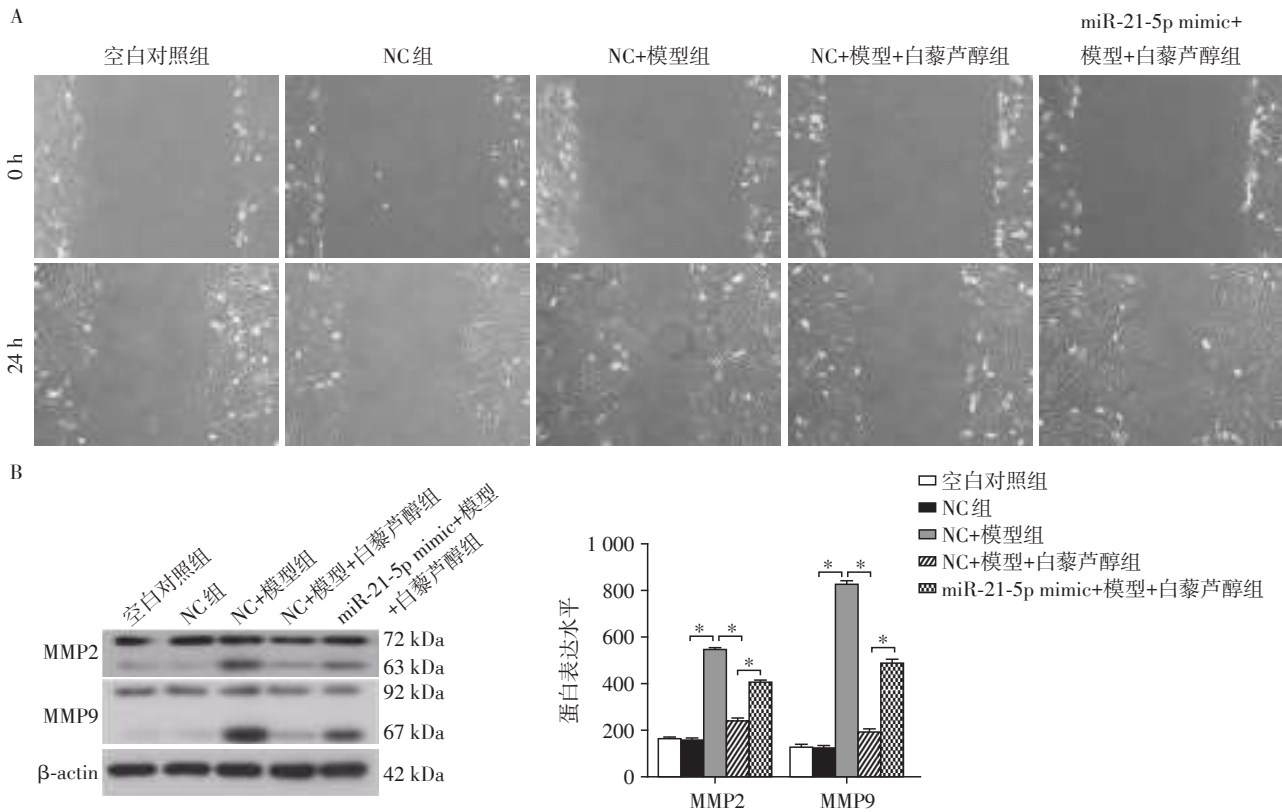 A
空白对照组
NC组
NC+模型组
NC+模型+白藜芦醇组
miR-21-5p mimic+
模型+白藜芦醇组
0 h
24 h
B
空白对照组
NC组
NC+模型组
NC+模型+白藜芦醇组
miR-21-5p mimic+模型
+白藜芦醇组
MMP2
72 kDa
63 kDa
MMP9
92 kDa
67 kDa
β-actin
42 kDa
空白对照组
NC组
NC+模型组
NC+模型+白藜芦醇组
miR-21-5p mimic+模型+白藜芦醇组
蛋白表达水平
1 000
800
600
400
200
0
* * *
* * *
MMP2
MMP9